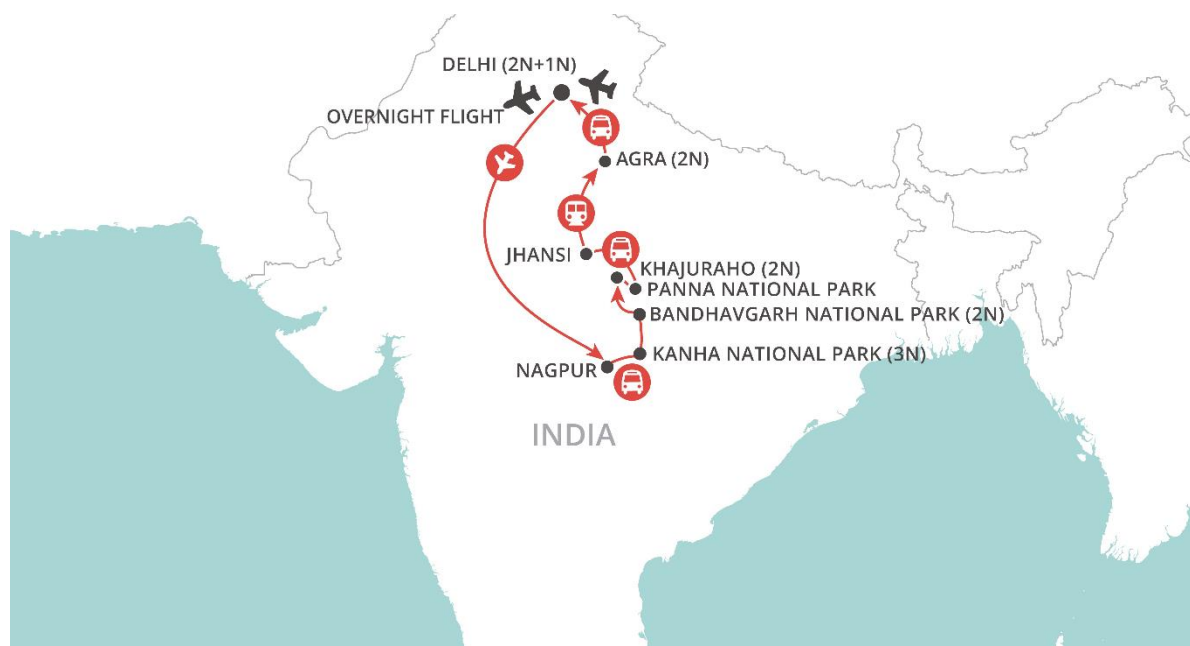 DELHI (2N+1N)
OVERNIGHT FLIGHT
AGRA (2N)
JHANSI
KHAJURAHO (2N)
PANNA NATIONAL PARK
BANDHAVGARH NATIONAL PARK (2N)
KANHA NATIONAL PARK (3N)
NAGPUR
INDIA